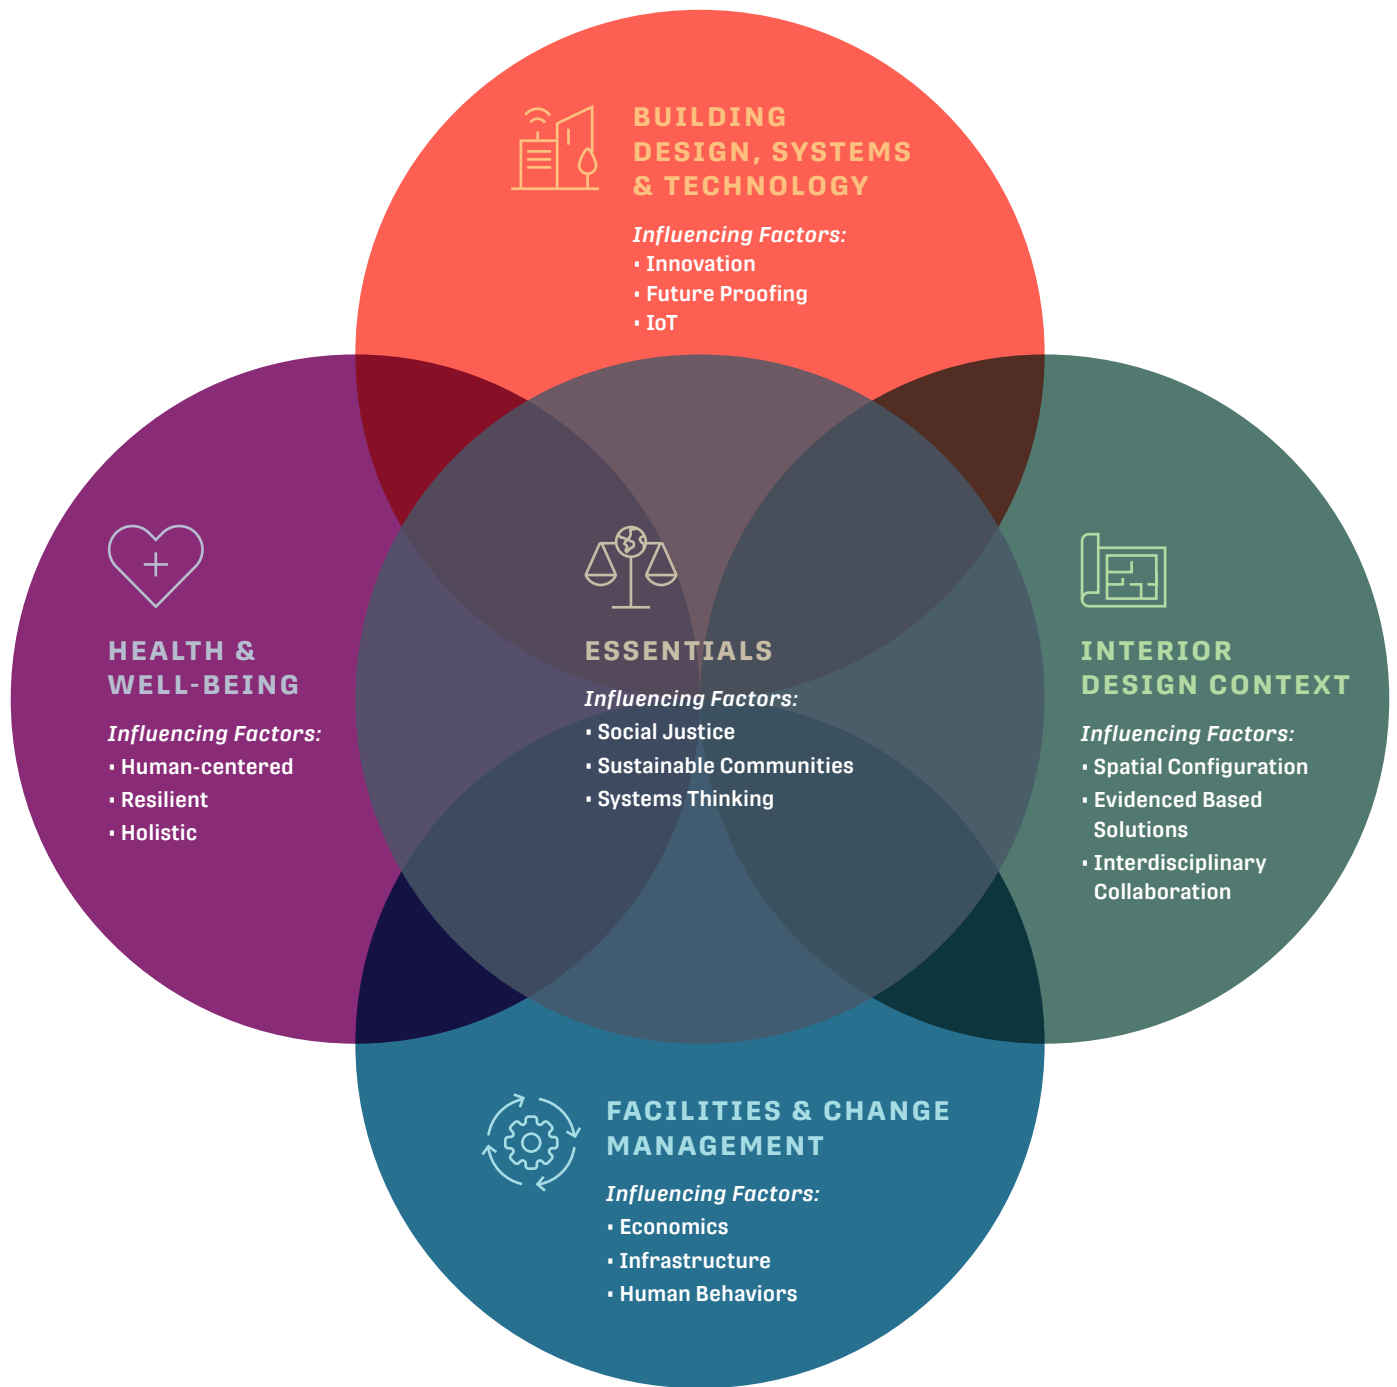 BUILDING
DESIGN, SYSTEMS
& TECHNOLOGY
Influencing Factors:
▪ Innovation
▪ Future Proofing
▪ IoT
HEALTH &
WELL-BEING
Influencing Factors:
▪ Human-centered
▪ Resilient
▪ Holistic
ESSENTIALS
Influencing Factors:
▪ Social Justice
▪ Sustainable Communities
▪ Systems Thinking
INTERIOR
DESIGN CONTEXT
Influencing Factors:
▪ Spatial Configuration
▪ Evidenced Based
Solutions
▪ Interdisciplinary
Collaboration
FACILITIES & CHANGE
MANAGEMENT
Influencing Factors:
▪ Economics
▪ Infrastructure
▪ Human Behaviors